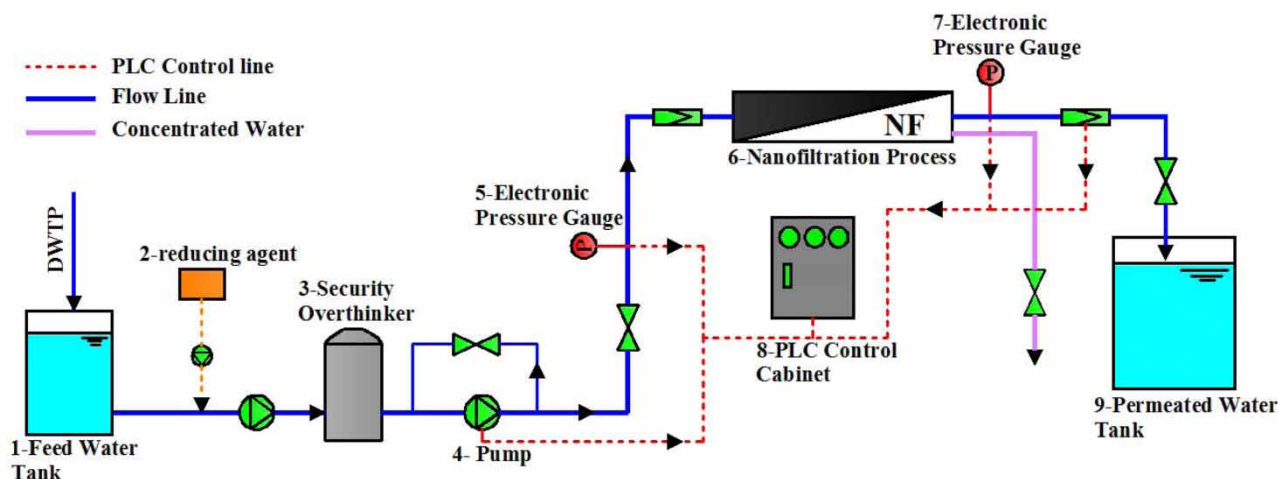 PLC Control line
Flow Line
Concentrated Water
DWTP
1-Feed Water
Tank
2-reducing agent
3-Security
Overthinker
4- Pump
5-Electronic
Pressure Gauge
P
NF
6-Nanofiltration Process
7-Electronic
Pressure Gauge
P
8-PLC Control
Cabinet
9-Permeated Water
Tank